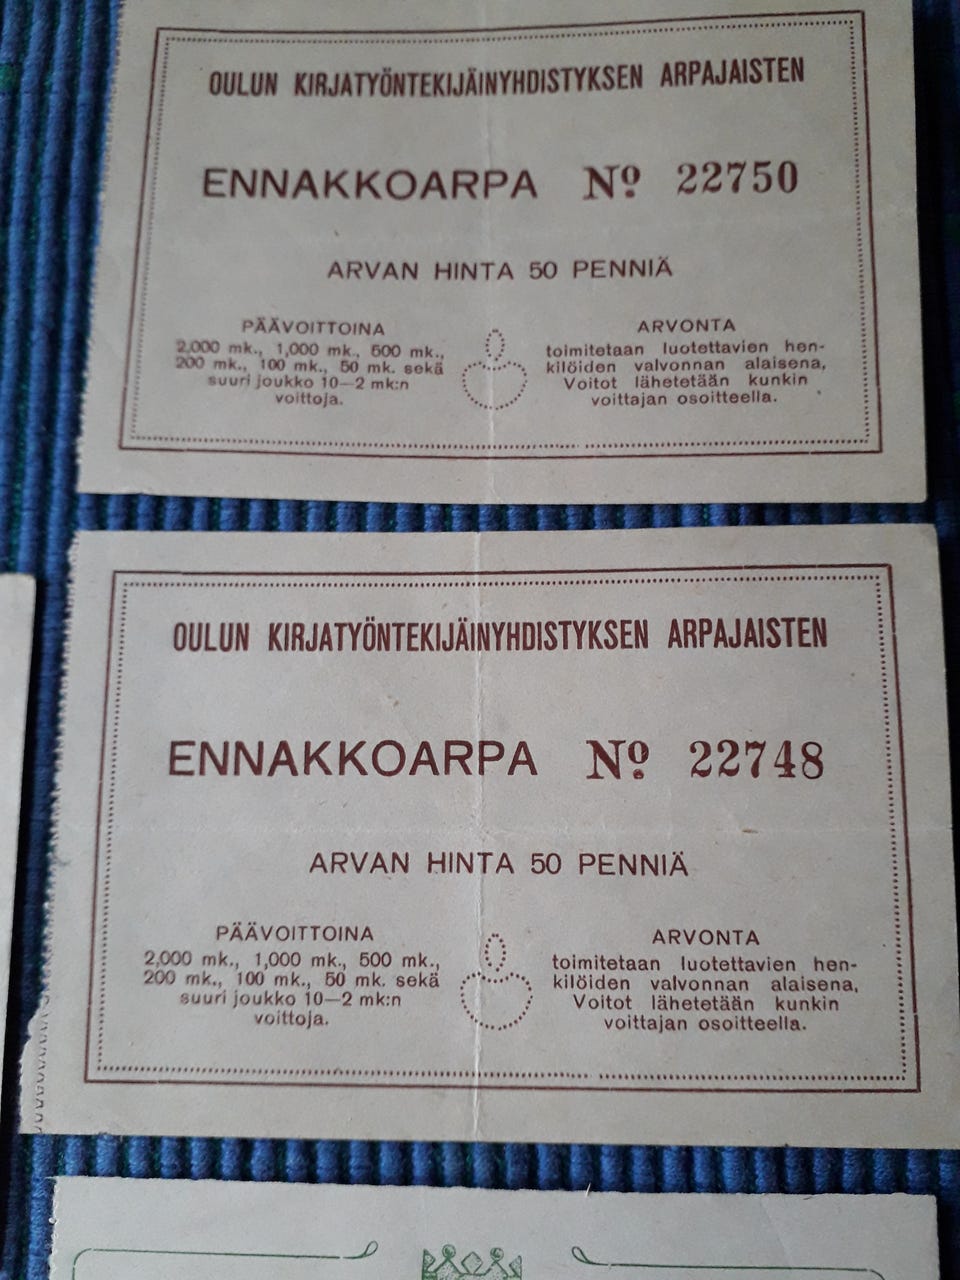 OULUN KIRJATYÖNTEKIJÄINYHDISTYKSEN ARPAJAISTEN
ENNAKKOARPA Nº 22750
ARVAN HINTA 50 PENNIÄ
PÄÄVOITTOINA
2,000 mk., 1,000 mk., 500 mk.,
200 mk., 100 mk., 50 mk. sekä
suuri joukko 10—2 mk:n
voittoja.
ARVONTA
toimitetaan luotettavien hen-
kilöiden valvonnan alaisena,
Voitot lähetetään kunkin
voittajan osoitteella.
OULUN KIRJATYÖNTEKIJÄINYHDISTYKSEN ARPAJAISTEN
ENNAKKOARPA Nº 22748
ARVAN HINTA 50 PENNIÄ
PÄÄVOITTOINA
2,000 mk., 1,000 mk., 500 mk.,
200 mk., 100 mk., 50 mk. sekä
suuri joukko 10—2 mk:n
voittoja.
ARVONTA
toimitetaan luotettavien hen-
kilöiden valvonnan alaisena,
Voitot lähetetään kunkin
voittajan osoitteella.